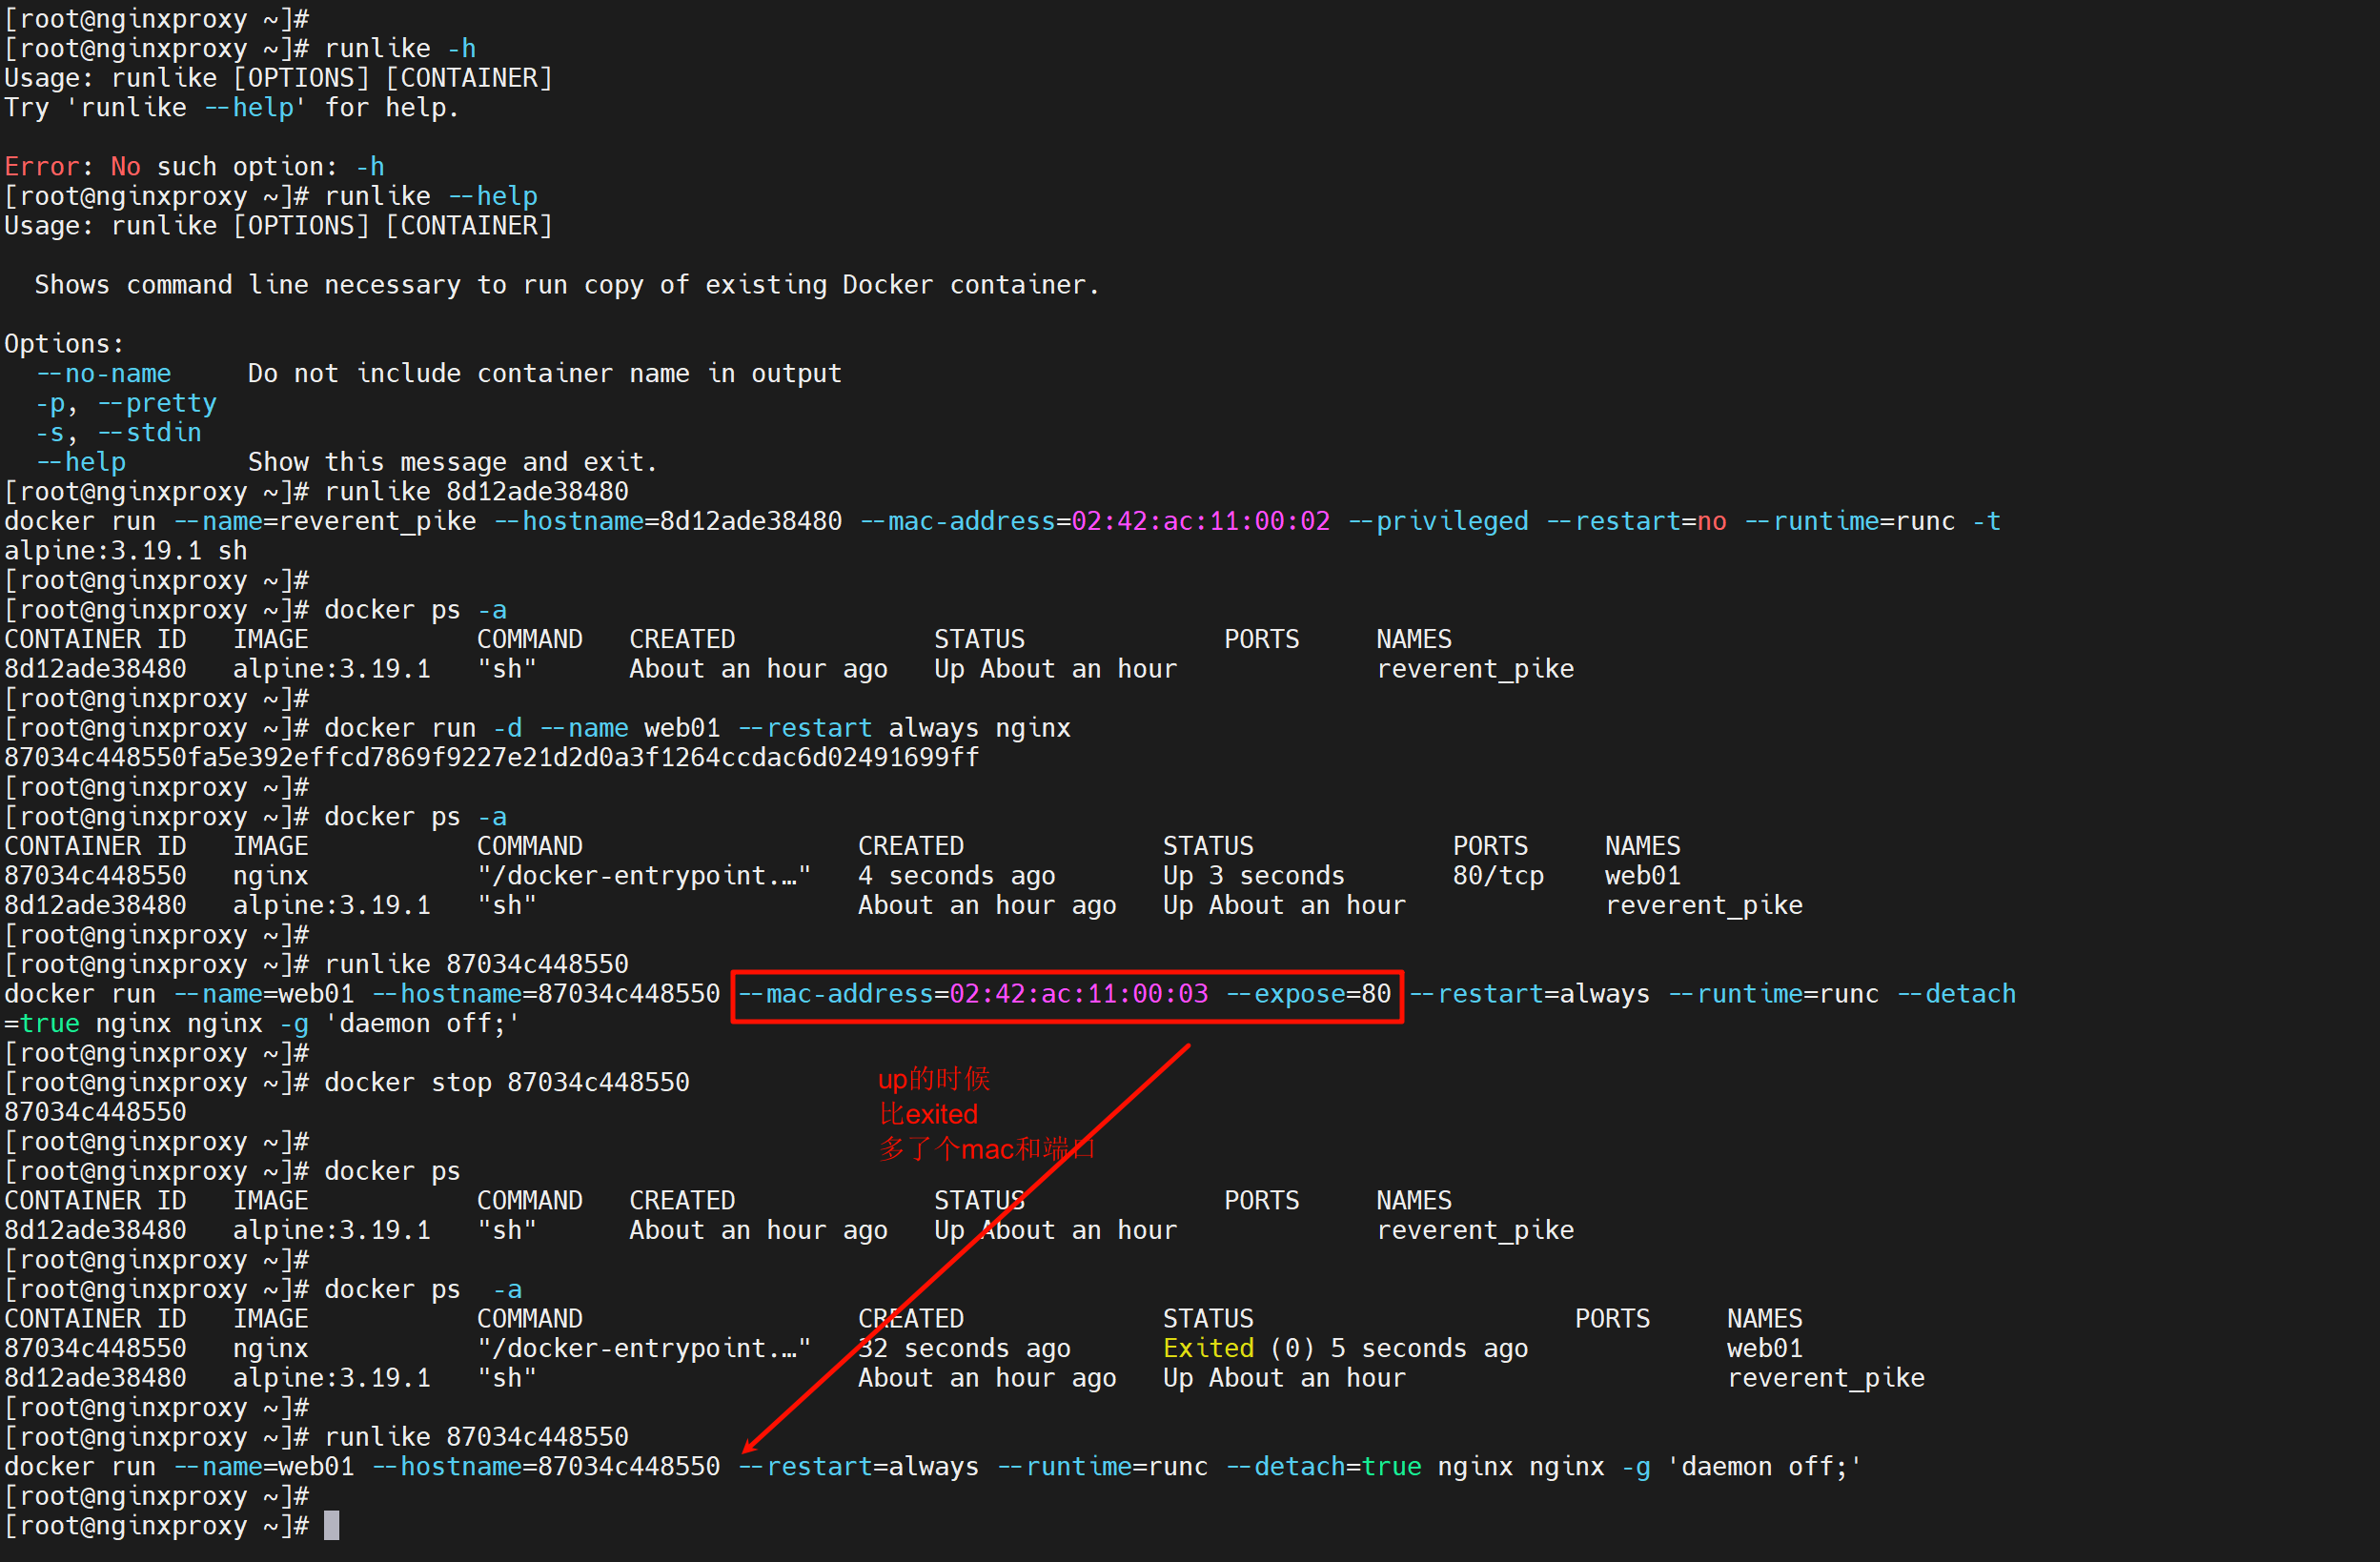 [root@nginxproxy ~]#
[root@nginxproxy ~]# runlike -h
Usage: runlike [OPTIONS] [CONTAINER]
Try 'runlike --help' for help.
Error: No such option: -h
[root@nginxproxy ~]# runlike --help
Usage: runlike [OPTIONS] [CONTAINER]
Shows command line necessary to run copy of existing Docker container.
Options:
--no-name Do not include container name in output
-p, --pretty
-s, --stdin
--help Show this message and exit.
[root@nginxproxy ~]# runlike 8d12ade38480
docker run --name=reverent_pike --hostname=8d12ade38480 --mac-address=02:42:ac:11:00:02 --privileged --restart=no --runtime=runc -t
alpine:3.19.1 sh
[root@nginxproxy ~]#
[root@nginxproxy ~]# docker ps -a
CONTAINER ID IMAGE COMMAND CREATED STATUS PORTS NAMES
8d12ade38480 alpine:3.19.1 "sh" About an hour ago Up About an hour reverent_pike
[root@nginxproxy ~]#
[root@nginxproxy ~]# docker run -d --name web01 --restart always nginx
87034c448550fa5e392effcd7869f9227e21d2d0a3f1264ccdac6d02491699ff
[root@nginxproxy ~]#
[root@nginxproxy ~]# docker ps -a
CONTAINER ID IMAGE COMMAND CREATED STATUS PORTS NAMES
87034c448550 nginx "/docker-entrypoint.…" 4 seconds ago Up 3 seconds 80/tcp web01
8d12ade38480 alpine:3.19.1 "sh" About an hour ago Up About an hour reverent_pike
[root@nginxproxy ~]#
[root@nginxproxy ~]# runlike 87034c448550
docker run --name=web01 --hostname=87034c448550 --mac-address=02:42:ac:11:00:03 --expose=80 --restart=always --runtime=runc --detach
=true nginx nginx -g 'daemon off;'
[root@nginxproxy ~]#
[root@nginxproxy ~]# docker stop 87034c448550
87034c448550
up的时候
比exited
多了个mac和端口
[root@nginxproxy ~]#
[root@nginxproxy ~]# docker ps
CONTAINER ID IMAGE COMMAND CREATED STATUS PORTS NAMES
8d12ade38480 alpine:3.19.1 "sh" About an hour ago Up About an hour reverent_pike
[root@nginxproxy ~]#
[root@nginxproxy ~]# docker ps -a
CONTAINER ID IMAGE COMMAND CREATED STATUS PORTS NAMES
87034c448550 nginx "/docker-entrypoint.…" 32 seconds ago Exited (0) 5 seconds ago web01
8d12ade38480 alpine:3.19.1 "sh" About an hour ago Up About an hour reverent_pike
[root@nginxproxy ~]#
[root@nginxproxy ~]# runlike 87034c448550
docker run --name=web01 --hostname=87034c448550 --restart=always --runtime=runc --detach=true nginx nginx -g 'daemon off;'
[root@nginxproxy ~]#
[root@nginxproxy ~]#